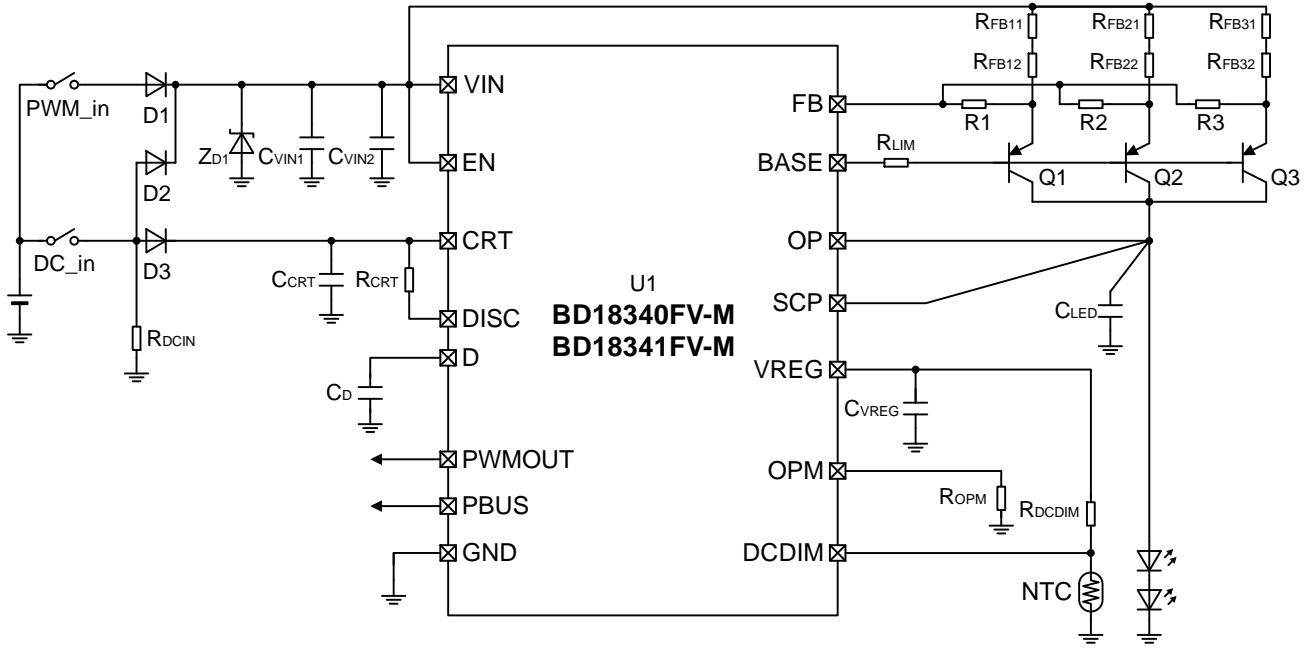 RFB11
RFB21
RFB31
RFB12
RFB22
RFB32
PWM_in
D1
VIN
FB
R1
R2
R3
ZD1
CVIN1
CVIN2
RLIM
D2
EN
BASE
Q1
Q2
Q3
DC_in
D3
CRT
OP
CCRT
RCRT
U1
SCP
BD18340FV-M
BD18341FV-M
CLED
RDCIN
DISC
D
VREG
CD
CVREG
PWMOUT
OPM
PBUS
ROPM
RDCDIM
GND
DCDIM
NTC